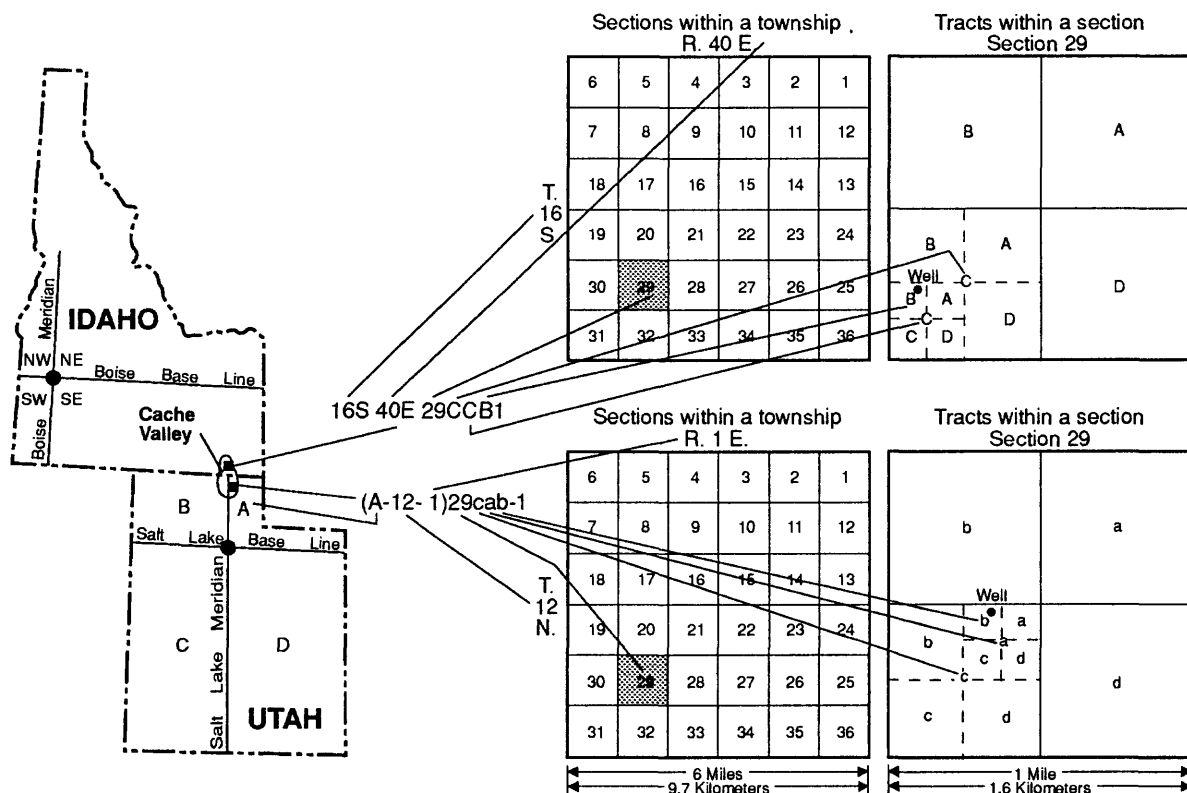 Sections within a township
R. 40 E.
Tracts within a section
Section 29
6 5 4 3 2 1
7 8 9 10 11 12
18 17 16 15 14 13
19 20 21 22 23 24
30 29 28 27 26 25
31 32 33 34 35 36
T.
16
S
B A
B A
Well
C
B A
D
C
D
C D
IDAHO
Meridian
NW NE
Boise Base Line
SW SE
Boise
Cache
Valley
16S 40E 29CCB1
(A-12- 1)29cab-1
B A
Salt Lake Base Line
C D
Salt Lake Meridian
UTAH
Sections within a township
R. 1 E.
Tracts within a section
Section 29
6 5 4 3 2 1
7 8 9 10 11 12
18 17 16 15 14 13
19 20 21 22 23 24
30 29 28 27 26 25
31 32 33 34 35 36
T.
12
N.
b a
Well
b a
b a
c d
c d
c d
6 Miles
9.7 Kilometers
1 Mile
1.6 Kilometers